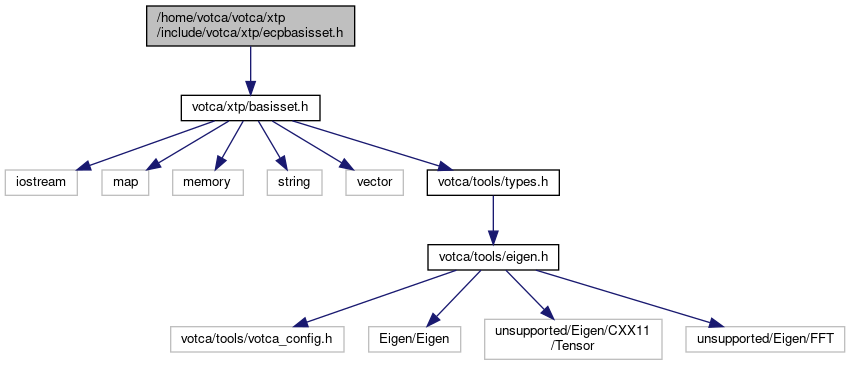 /home/votca/votca/xtp
/include/votca/xtp/ecpbasisset.h
votca/xtp/basisset.h
iostream
map
memory
string
vector
votca/tools/types.h
votca/tools/eigen.h
votca/tools/votca_config.h
Eigen/Eigen
unsupported/Eigen/CXX11
/Tensor
unsupported/Eigen/FFT